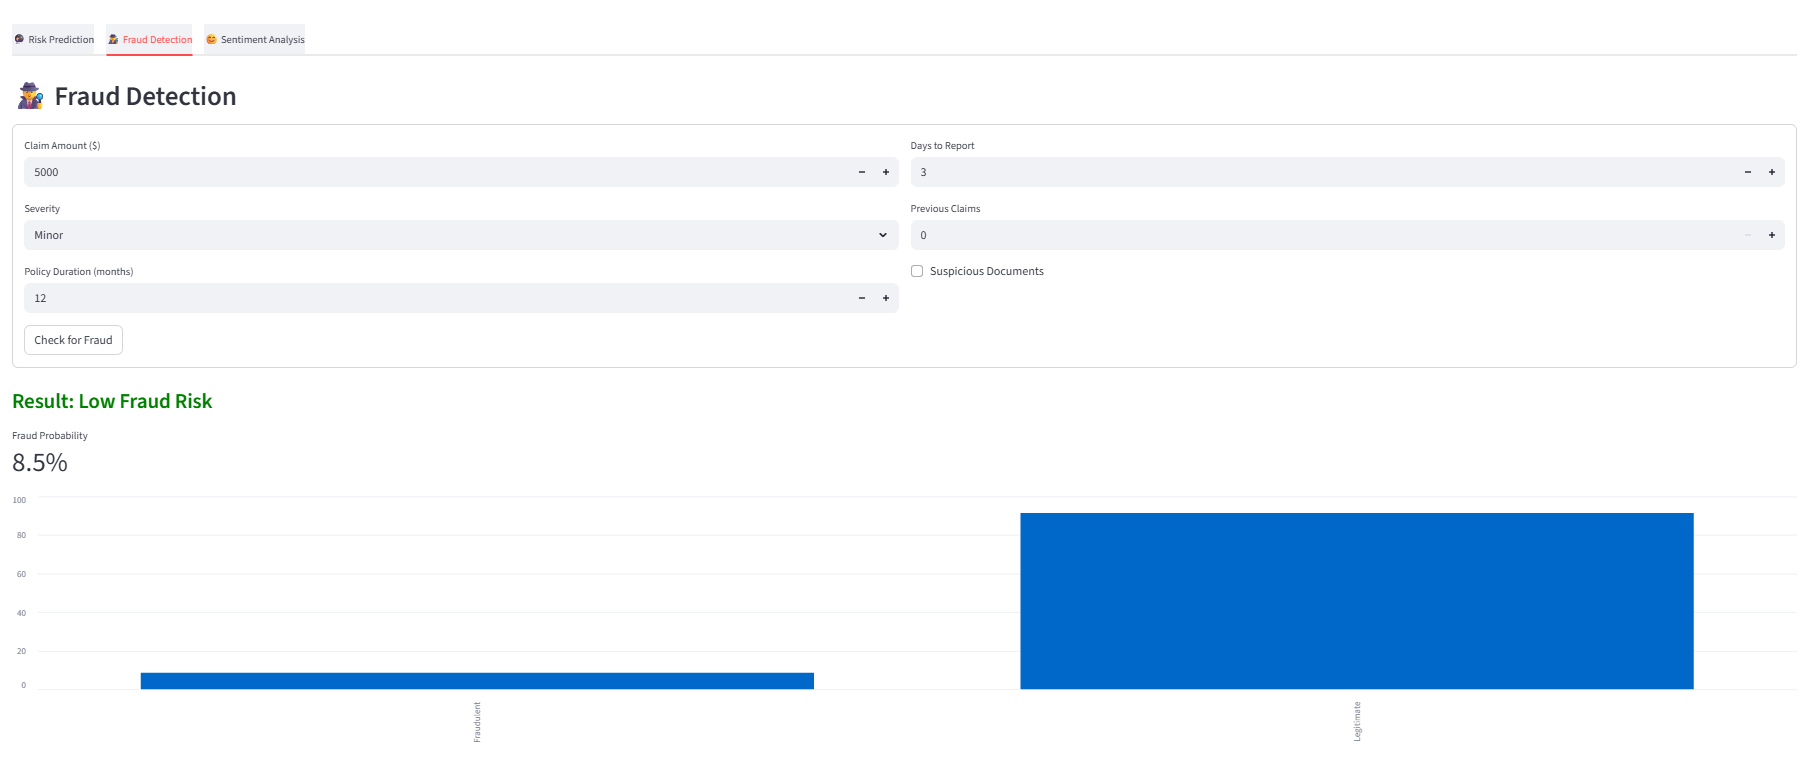 Risk Prediction
Fraud Detection
Sentiment Analysis
Fraud Detection
Claim Amount ($)
5000
Days to Report
3
Severity
Minor
Previous Claims
0
Policy Duration (months)
12
Suspicious Documents
Check for Fraud
Result: Low Fraud Risk
Fraud Probability
8.5%
100
80
60
40
20
0
Fraudulent
Legitimate